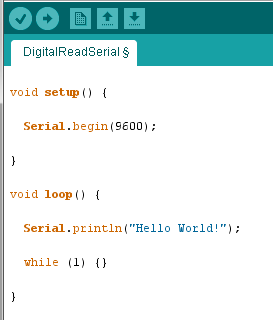 DigitalReadSerial §
void setup() {
Serial.begin(9600);
}
void loop() {
Serial.println("Hello World!");
while (1) {}
}